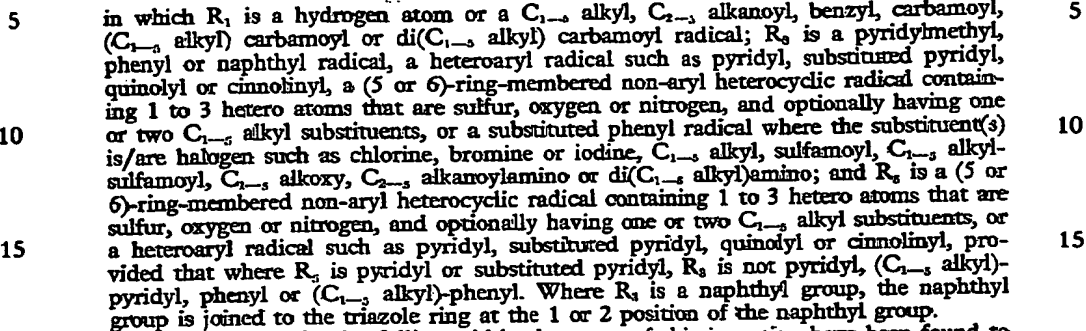 5 in which R₁ is a hydrogen atom or a C₁—₅ alkyl, C₂—₅ alkanoyl, benzyl, carbamoyl, 5
(C₁—₅ alkyl) carbamoyl or di(C₁—₅ alkyl) carbamoyl radical; R₃ is a pyridylmethyl,
phenyl or naphthyl radical, a heteroaryl radical such as pyridyl, substituted pyridyl,
quinolyl or cinnolinyl, a (5 or 6)-ring-membered non-aryl heterocyclic radical contain-
ing 1 to 3 hetero atoms that are sulfur, oxygen or nitrogen, and optionally having one
10 or two C₁—₅ alkyl substituents, or a substituted phenyl radical where the substituent(s) 10
is/are halogen such as chlorine, bromine or iodine, C₁—₅ alkyl, sulfamoyl, C₁—₅ alkyl-
sulfamoyl, C₁—₅ alkoxy, C₂—₅ alkanoylamino or di(C₁—₅ alkyl)amino; and R₅ is a (5 or
6)-ring-membered non-aryl heterocyclic radical containing 1 to 3 hetero atoms that are
sulfur, oxygen or nitrogen, and optionally having one or two C₁—₅ alkyl substituents, or
15 a heteroaryl radical such as pyridyl, substituted pyridyl, quinolyl or cinnolinyl, pro- 15
vided that where R₅ is pyridyl or substituted pyridyl, R₃ is not pyridyl, (C₁—₅ alkyl)-
pyridyl, phenyl or (C₁—₅ alkyl)-phenyl. Where R₃ is a naphthyl group, the naphthyl
group is joined to the triazole ring at the 1 or 2 position of the naphthyl group.